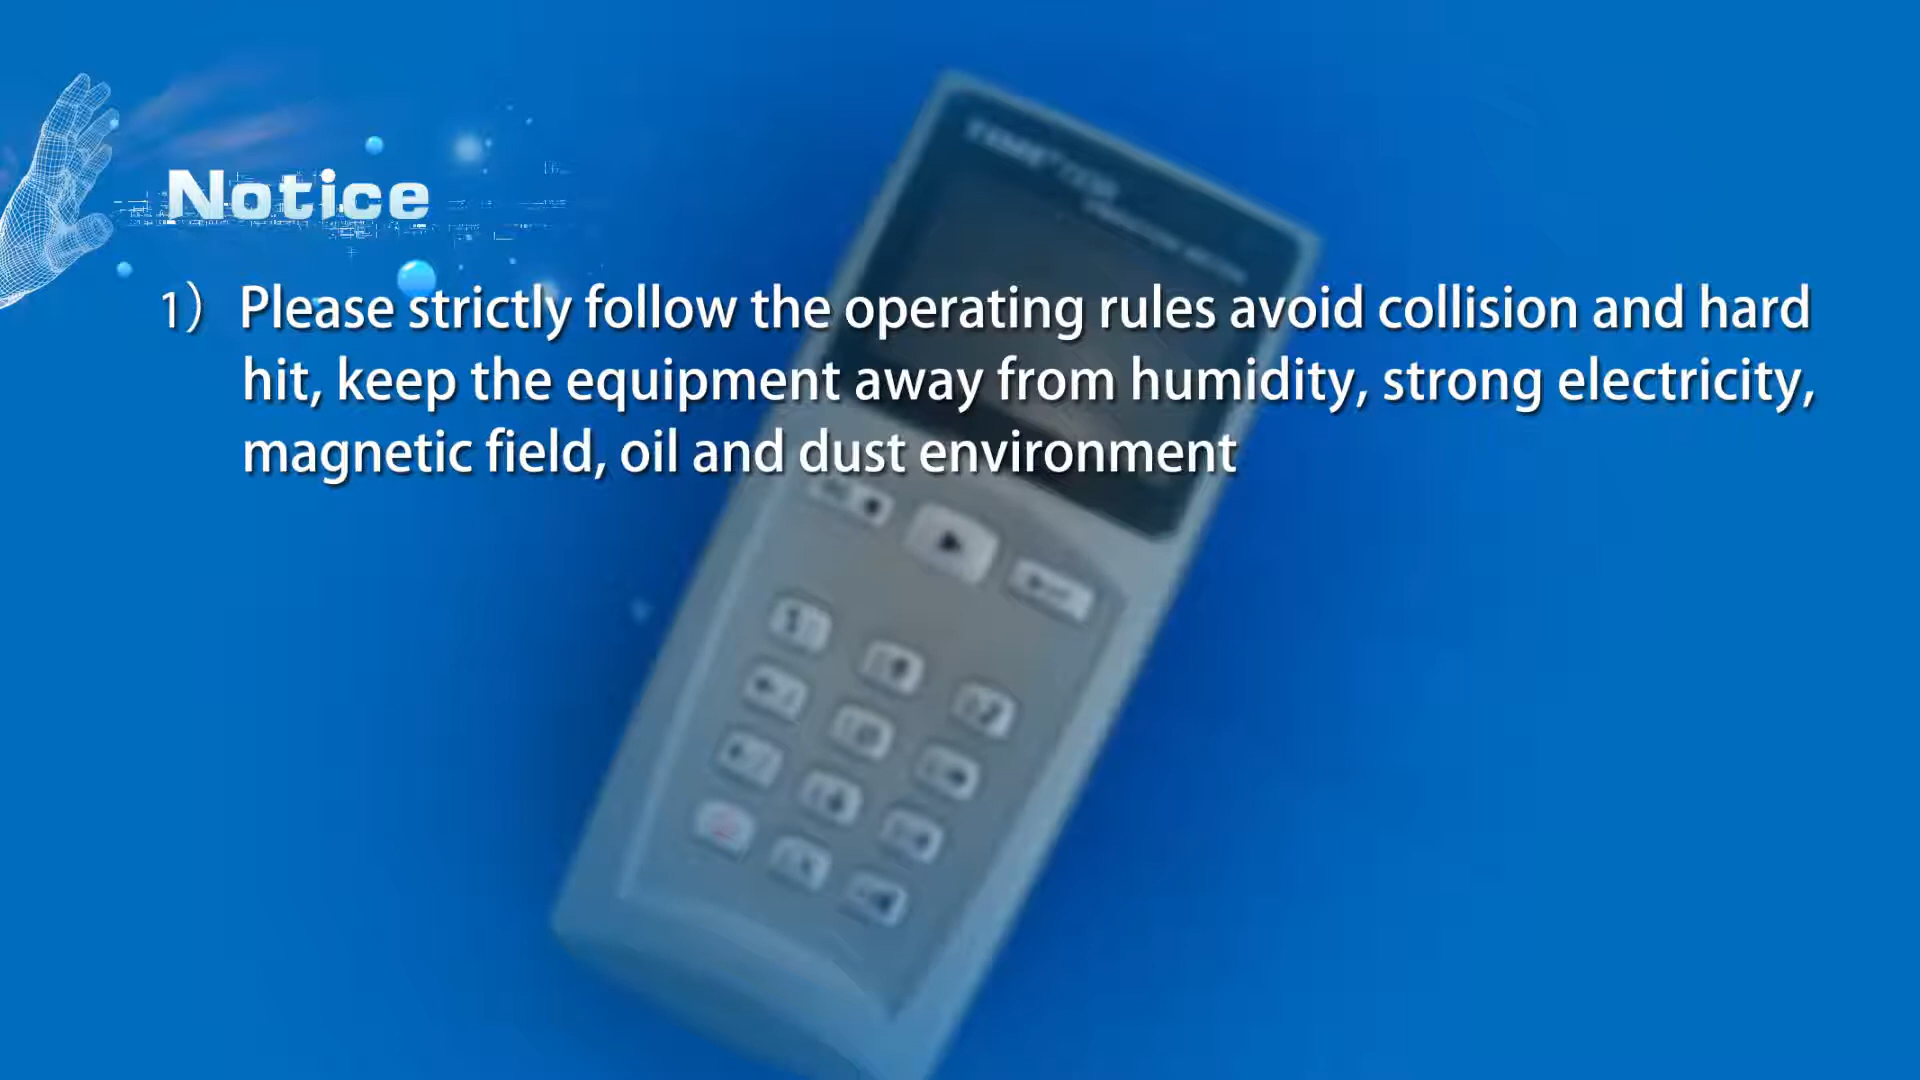 Notice
1） Please strictly follow the operating rules avoid collision and hard
hit, keep the equipment away from humidity, strong electricity,
magnetic field, oil and dust environment